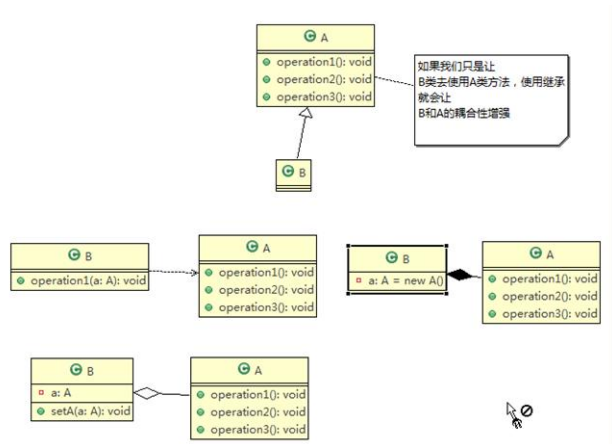 A
operation1(): void
operation2(): void
operation3(): void
如果我们只是让
B类去使用A类方法，使用继承
就会让
B和A的耦合性增强
B
B
operation1(a: A): void
A
operation1(): void
operation2(): void
operation3(): void
B
a: A = new A()
A
operation1(): void
operation2(): void
operation3(): void
B
a: A
setA(a: A): void
A
operation1(): void
operation2(): void
operation3(): void